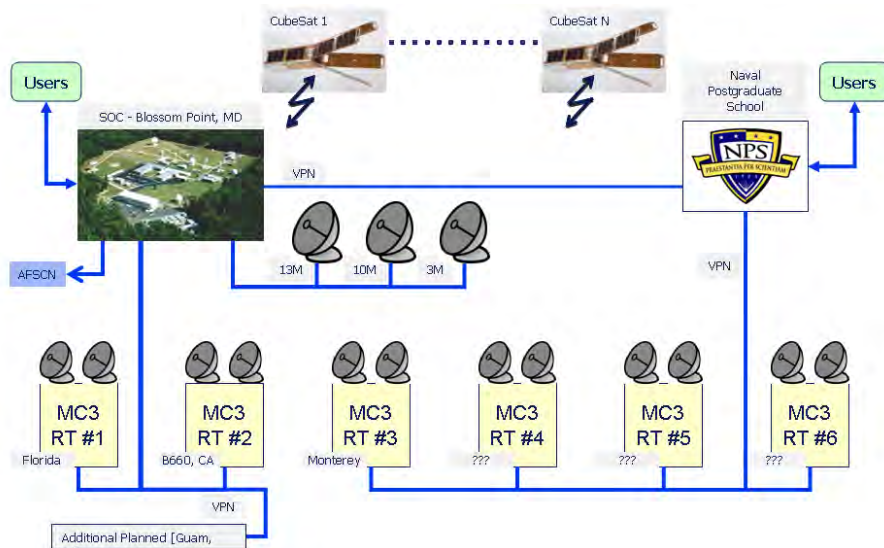 CubeSat 1
CubeSat N
Users
Naval
Postgraduate
School
Users
SOC - Blossom Point, MD
NPS
PRAESTANTIA PER SCIENTIAM
VPN
AFSCN
13M
10M
3M
VPN
MC3
RT #1
MC3
RT #2
MC3
RT #3
MC3
RT #4
MC3
RT #5
MC3
RT #6
Florida
B660, CA
Monterey
???
???
???
VPN
Additional Planned [Guam,